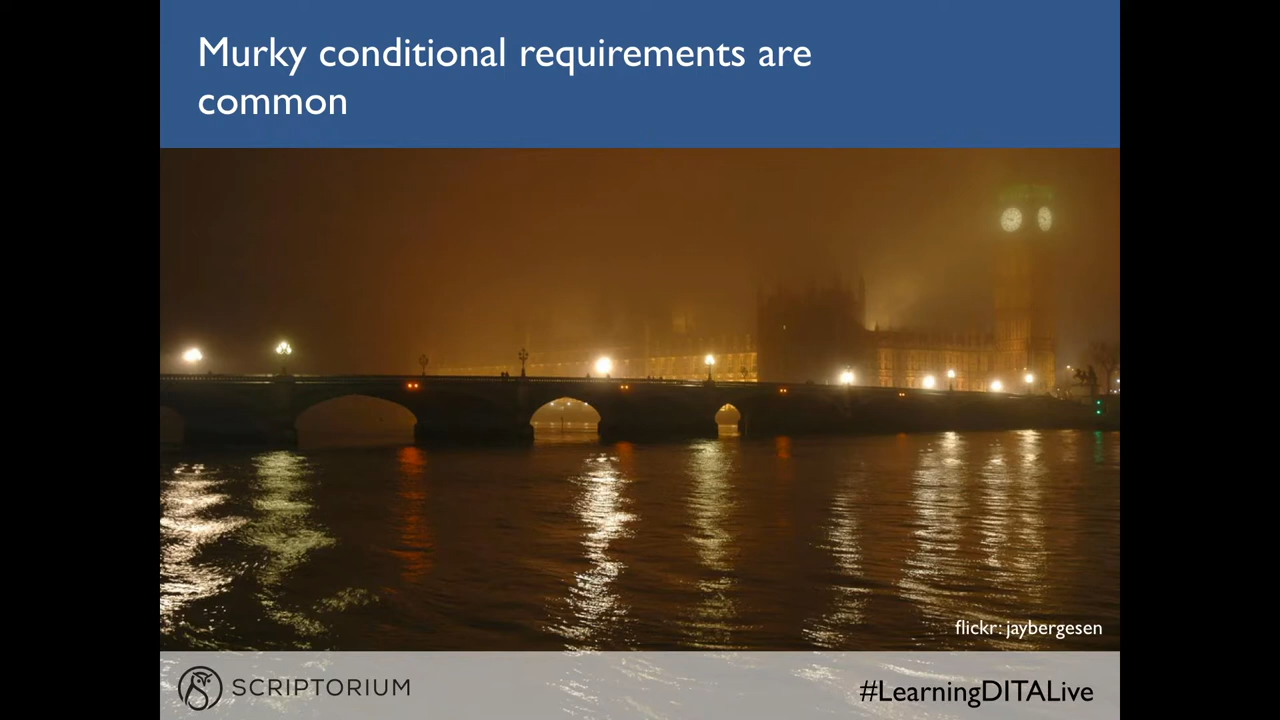 Murky conditional requirements are
common
flickr: jaybergesen
SCRIPTORIUM
#LearningDITALive